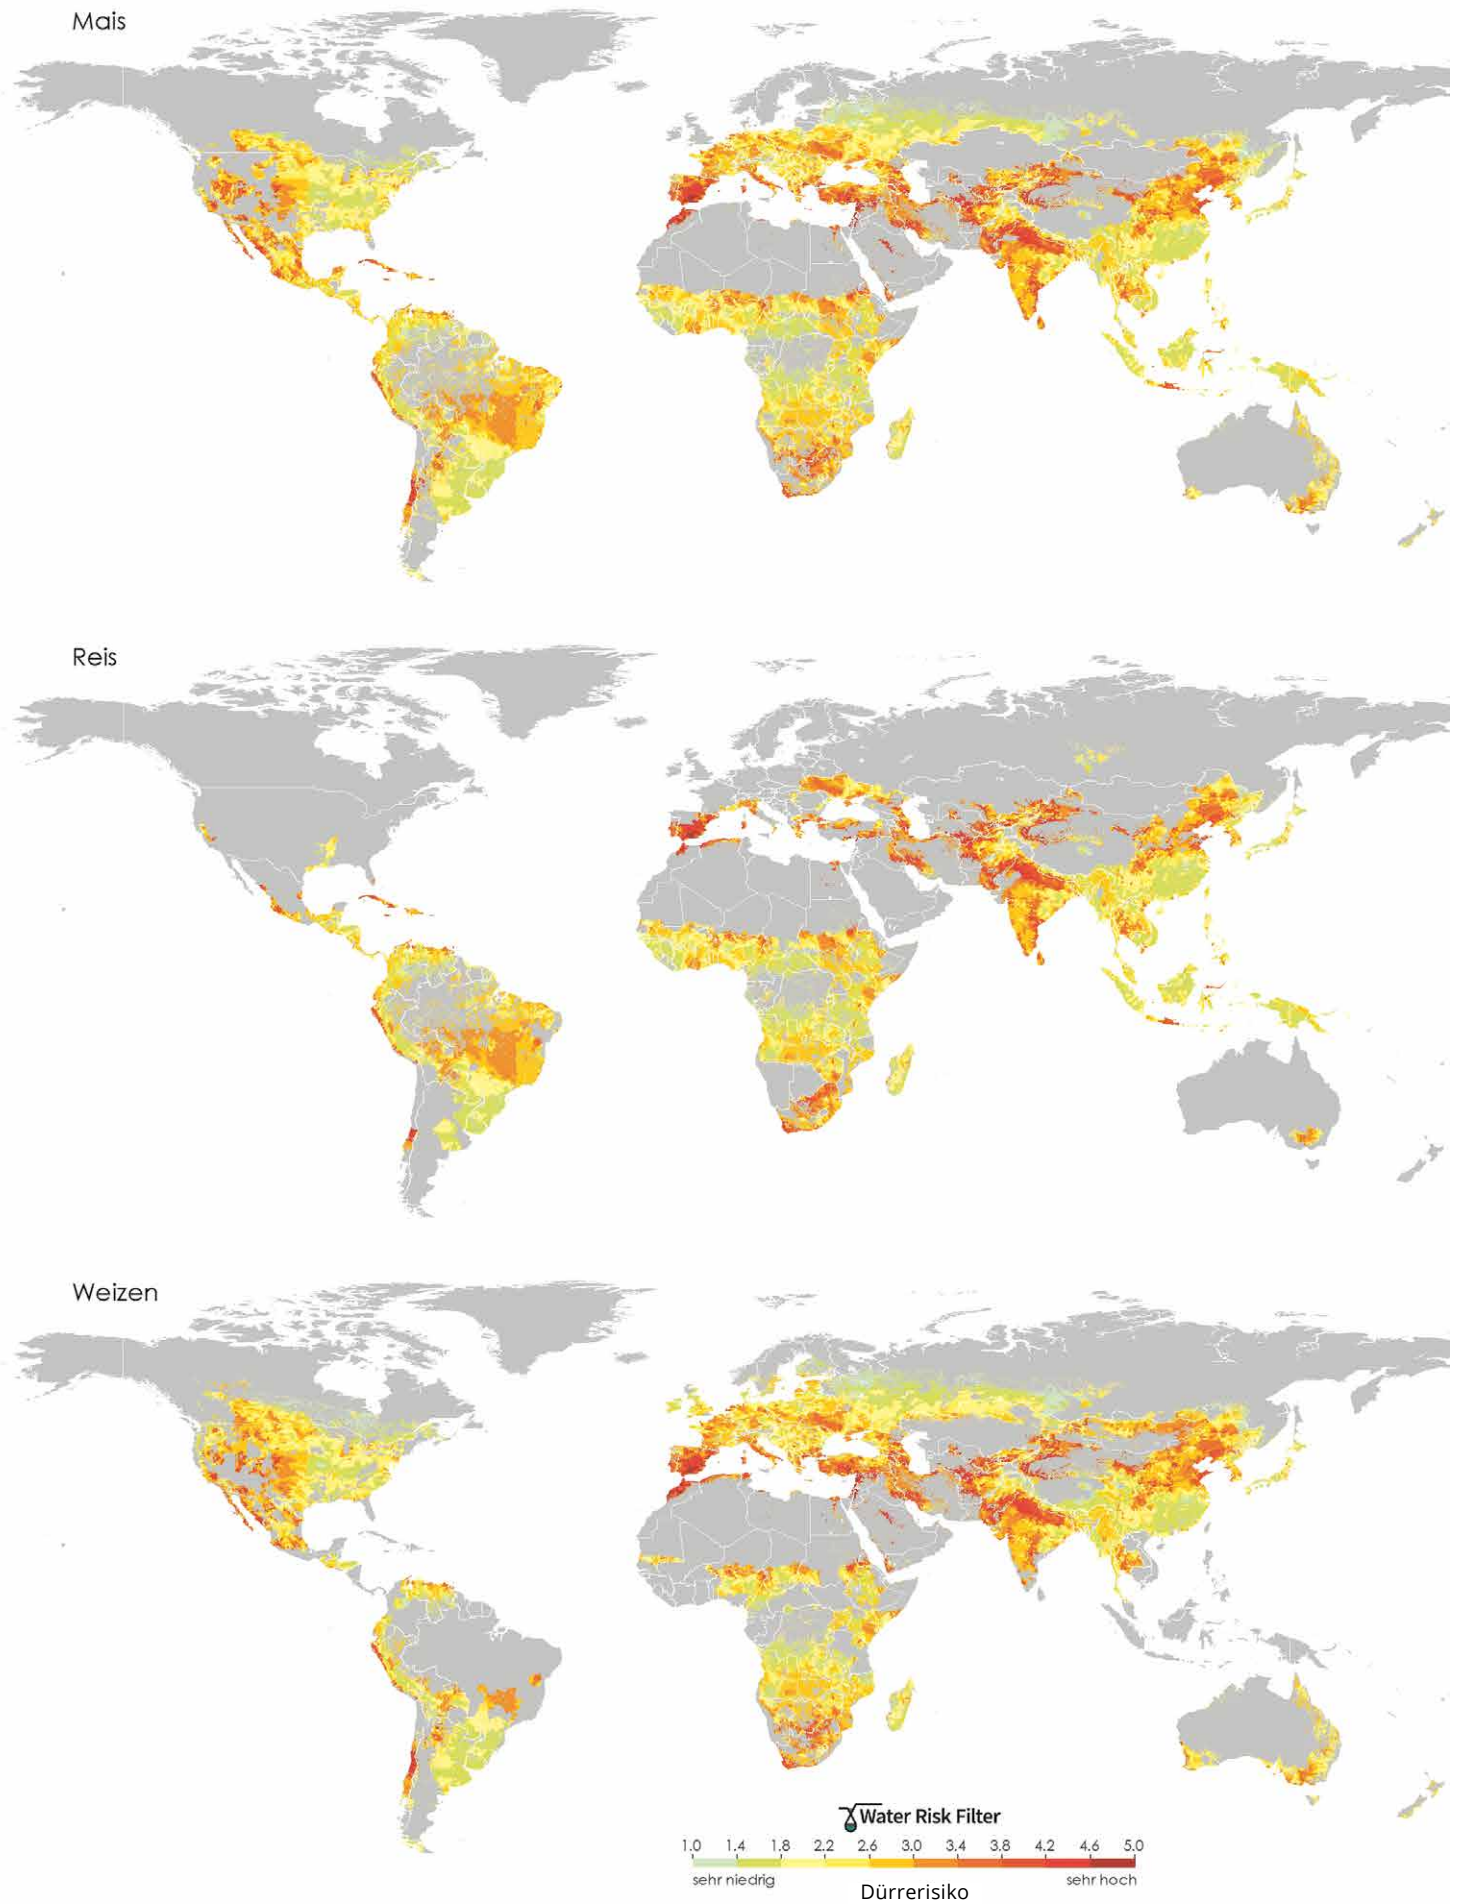 Mais
Reis
Weizen
Water Risk Filter
1.0 1.4 1.8 2.2 2.6 3.0 3.4 3.8 4.2 4.6 5.0
sehr niedrig sehr hoch
Dürrerisiko